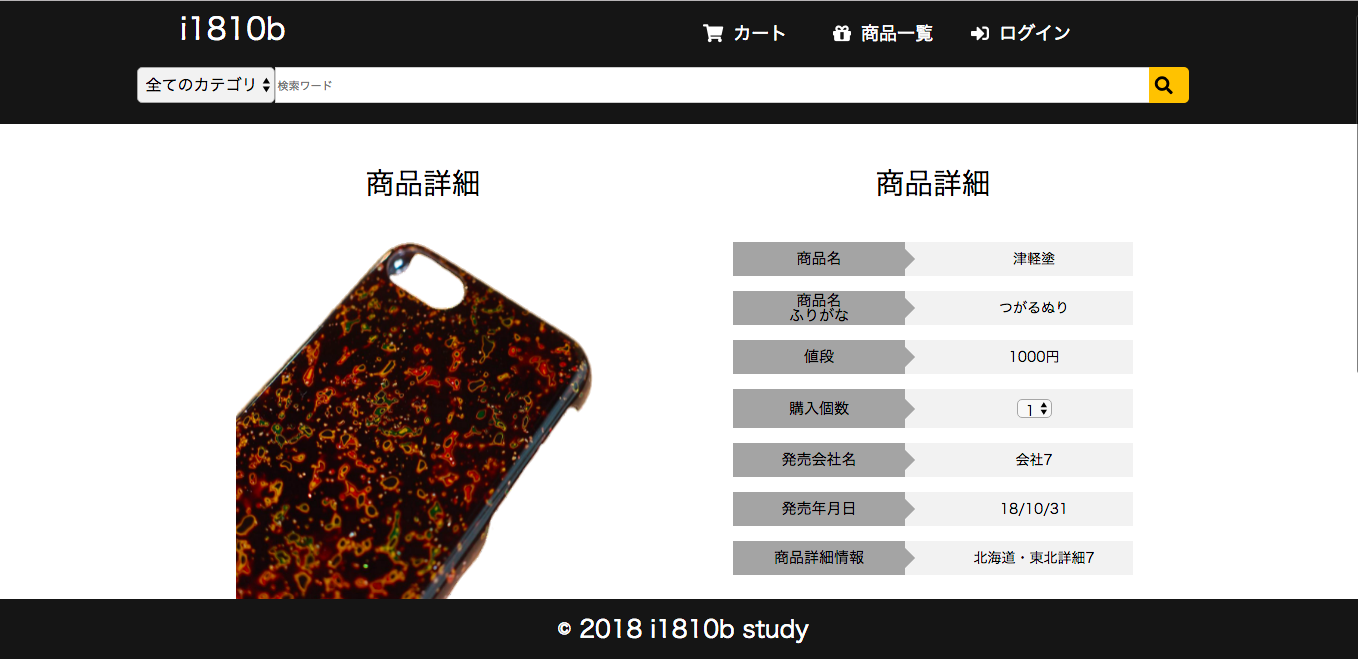 i1810b
カート 商品一覧 ログイン
全てのカテゴリ 検索ワード
商品詳細
商品詳細
商品名 津軽塗
商品名
ふりがな つがるぬり
値段 1000円
購入個数 1
発売会社名 会社7
発売年月日 18/10/31
商品詳細情報 北海道・東北詳細7
© 2018 i1810b study